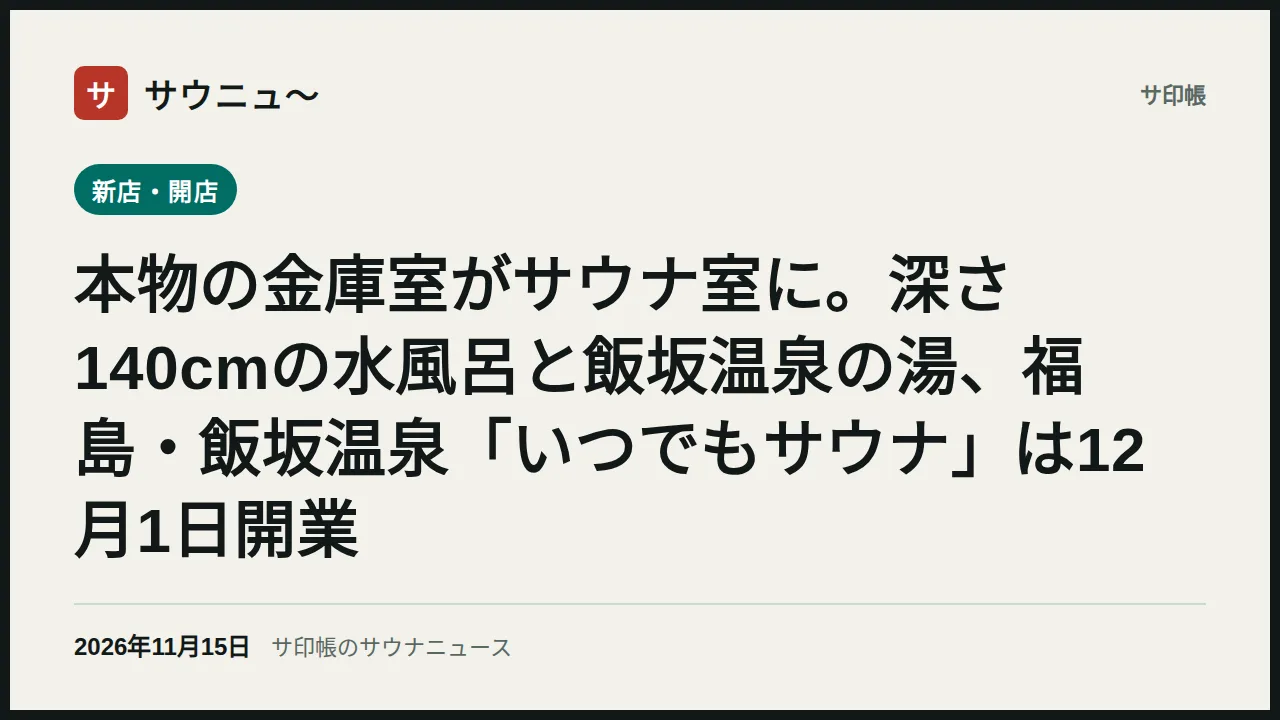 サ サウニュ〜
サ印帳
新店・開店
本物の金庫室がサウナ室に。深さ
140cmの水風呂と飯坂温泉の湯、福
島・飯坂温泉「いつでもサウナ」は12
月1日開業
2026年11月15日 サ印帳のサウナニュース